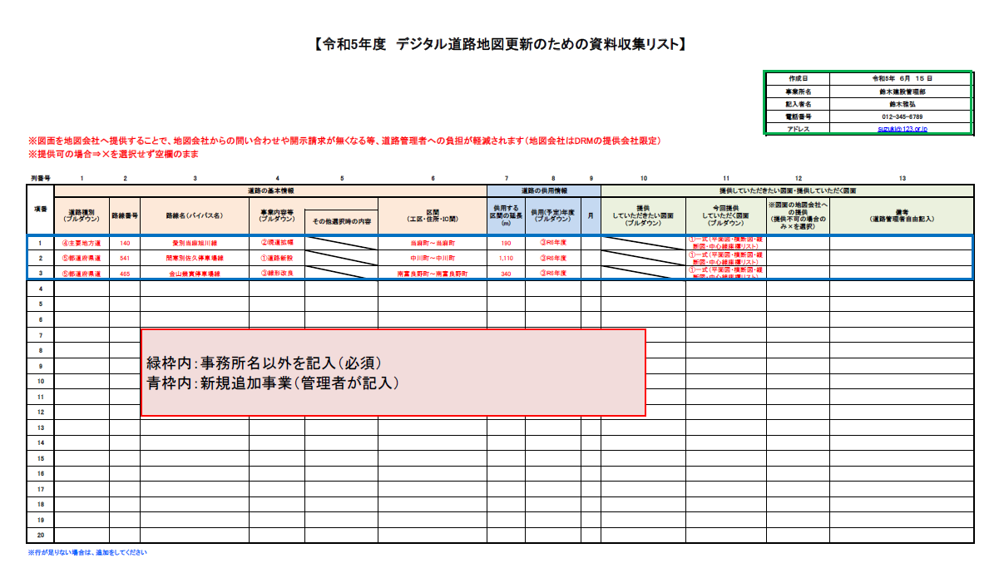 【令和5年度　デジタル道路地図更新のための資料収集リスト】
作成日 令和5年　6月　15 日
事業所名 鈴木建設管理部
記入者名 鈴木雅弘
電話番号 012-345-6789
アドレス suzuki@123.or.jp
※図面を地図会社へ提供することで、地図会社からの問い合わせや開示請求が無くなる等、道路管理者への負担が軽減されます（地図会社はDRMの提供会社限定）
※提供可の場合⇒×を選択せず空欄のまま
列番号 1 2 3 4 5 6 7 8 9 10 11 12 13
項番 道路の基本情報 道路の供用情報 提供していただきたい図面・提供していただく図面
道路種別
（プルダウン）
路線番号
路線名（バイパス名）
事業内容等
（プルダウン）
その他選択時の内容
区間
（工区・住所・IC間）
供用する
区間の延長
（m）
供用（予定）年度
（プルダウン）
月
提供
していただきたい図面
（プルダウン）
今回提供
していただく図面
（プルダウン）
※図面の地図会社へ
の提供
（提供不可の場合の
み×を選択）
備考
（道路管理者自由記入）
1 ④主要地方道 140 愛別当麻旭川線 ②現道拡幅 当麻町～当麻町 190 ③R6年度 ①一式（平面図・横断図・縦
断図・中心線座標リスト）
2 ⑤都道府県道 541 問寒別佐久停車場線 ①道路新設 中川町～中川町 1,110 ③R6年度 ①一式（平面図・横断図・縦
断図・中心線座標リスト）
3 ⑤都道府県道 465 金山幾寅停車場線 ③線形改良 南富良野町～南富良野町 340 ③R6年度 ①一式（平面図・横断図・縦
断図・中心線座標リスト）
4
5
6
7
8
9
10
11
12
13
14
15
16
17
18
19
20
緑枠内：事務所名以外を記入（必須）
青枠内：新規追加事業（管理者が記入）
※行が足りない場合は、追加をしてください